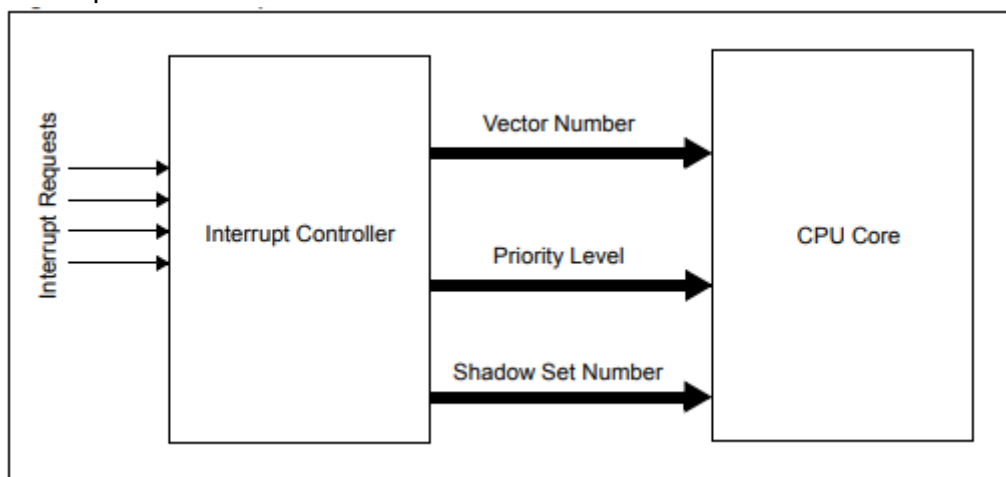 Interrupt Requests
Interrupt Controller
Vector Number
Priority Level
Shadow Set Number
CPU Core